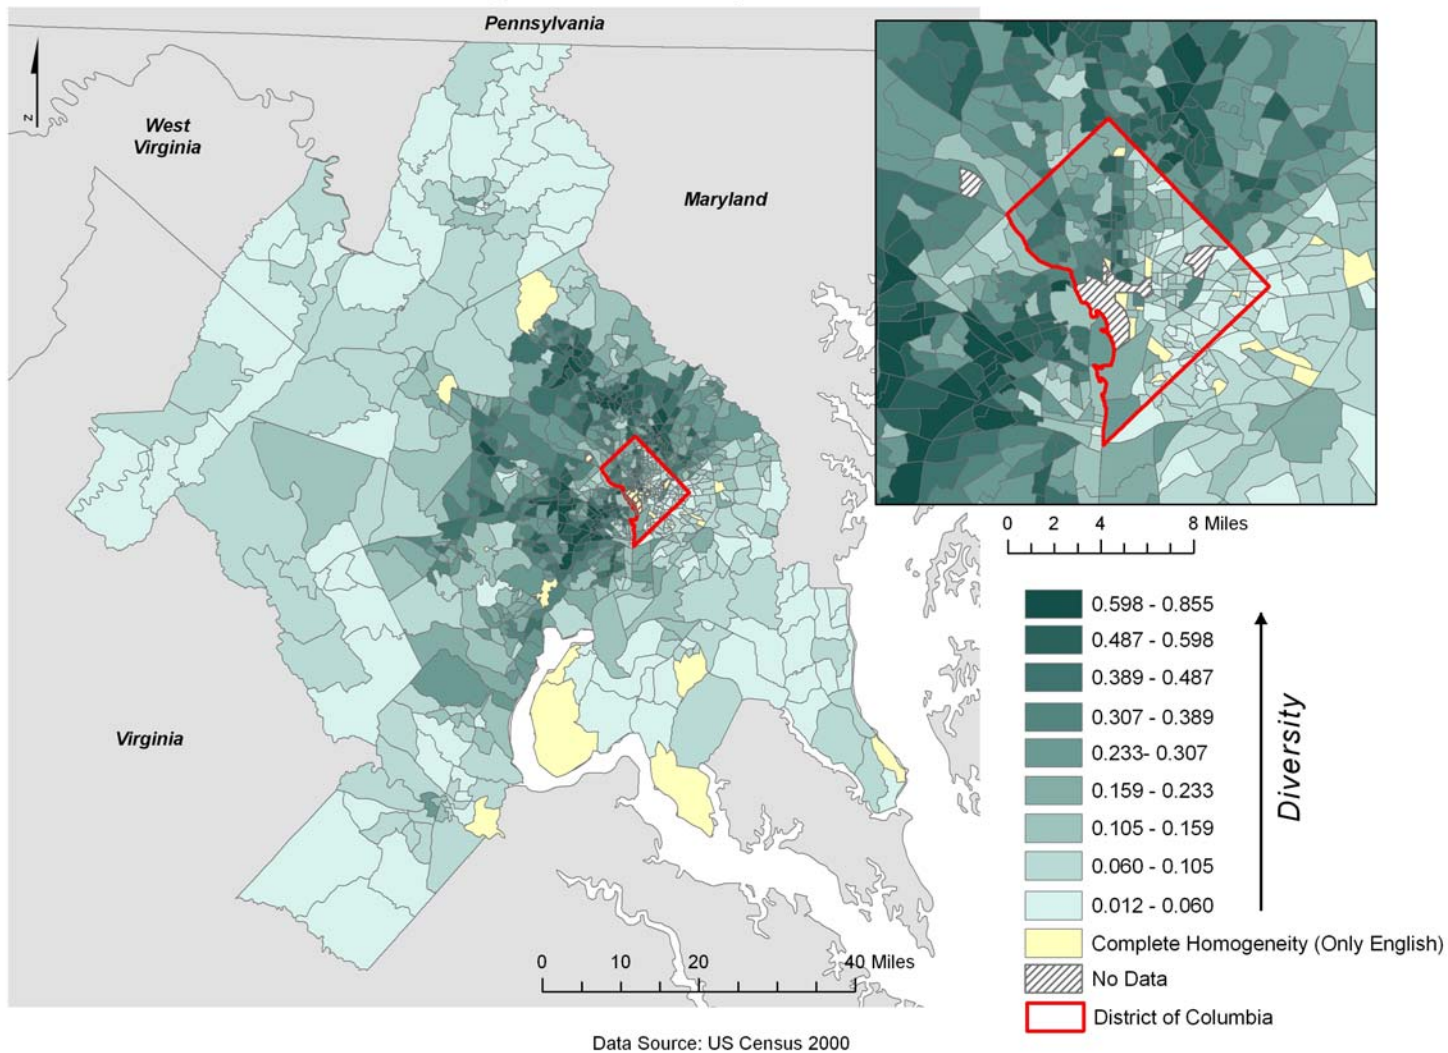 Pennsylvania
z
West
Virginia
Maryland
Virginia
0 10 20 40 Miles
0 2 4 8 Miles
0.598 - 0.855
0.487 - 0.598
0.389 - 0.487
0.307 - 0.389
0.233- 0.307
0.159 - 0.233
0.105 - 0.159
0.060 - 0.105
0.012 - 0.060
Complete Homogeneity (Only English)
No Data
District of Columbia
Diversity
Data Source: US Census 2000